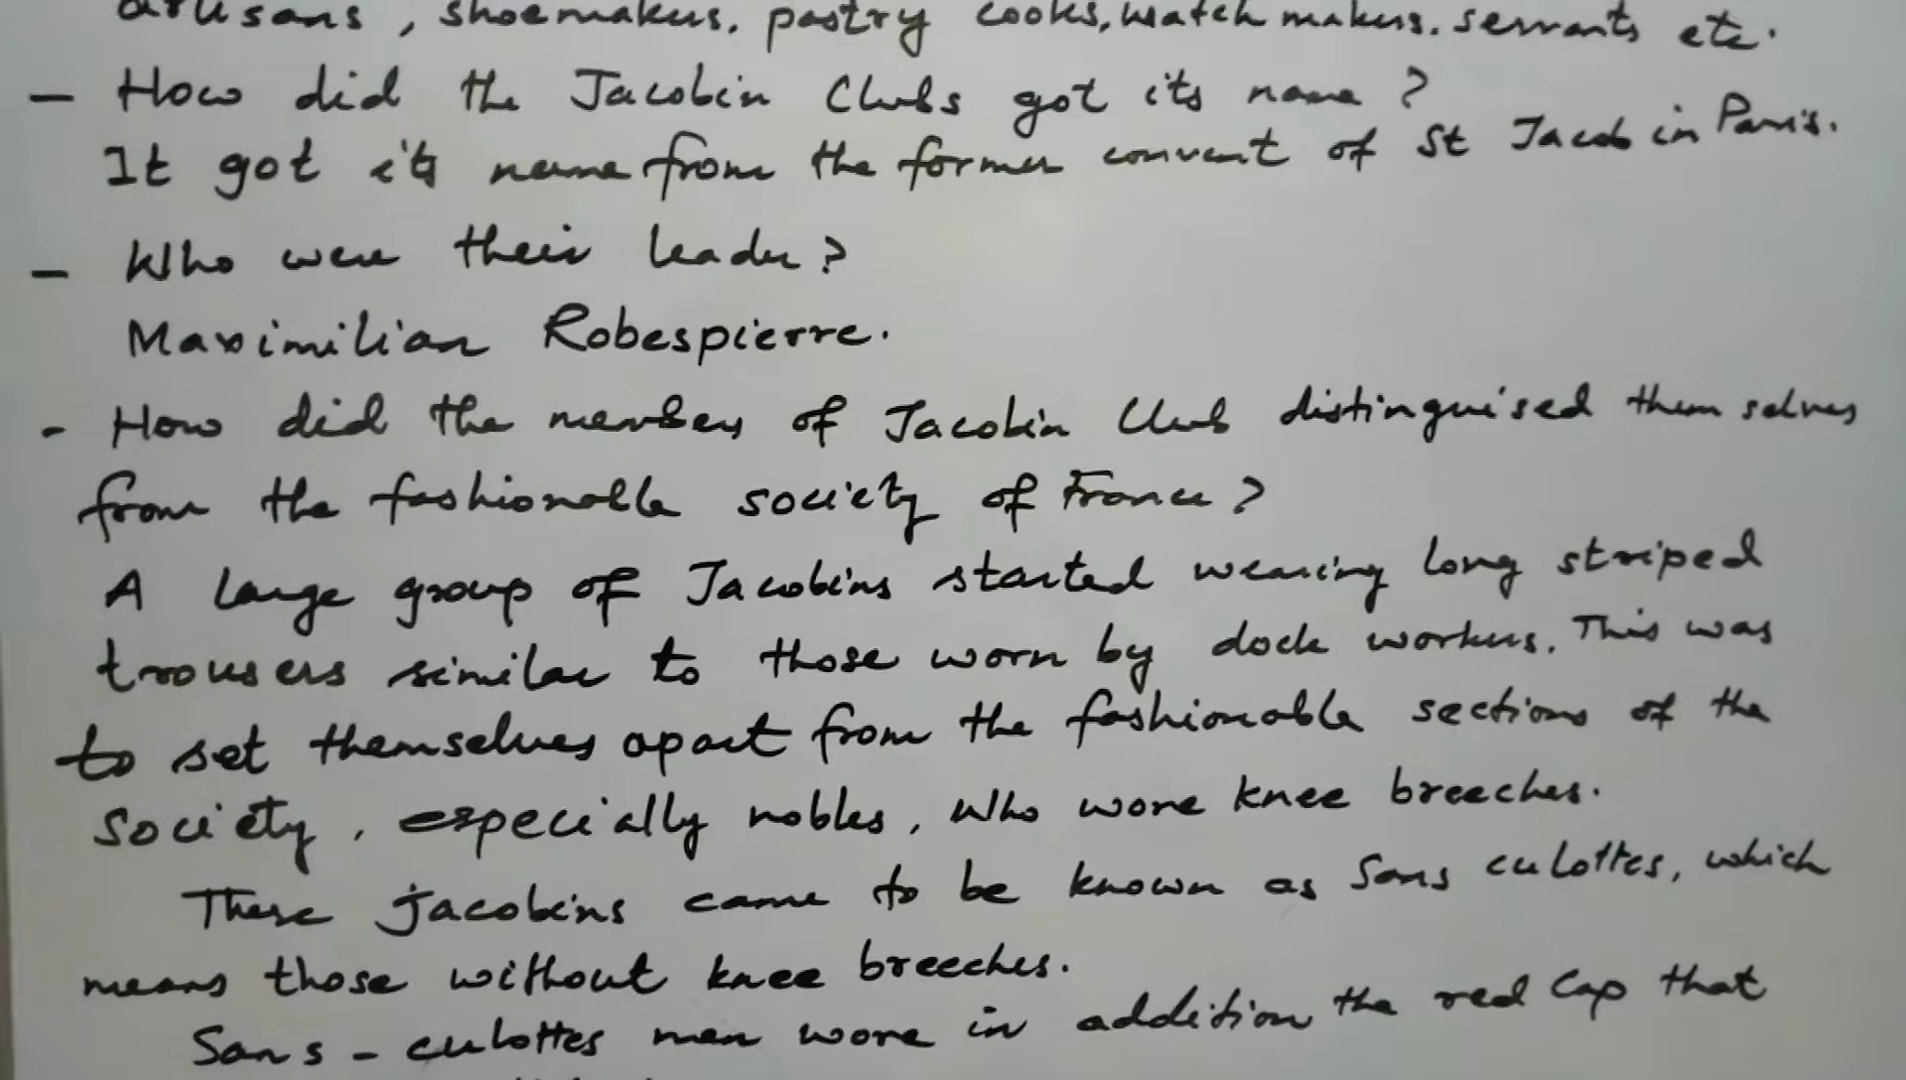 artisans, shoemakers, pastry cooks, watch makers, servants etc.
- How did the Jacobin Clubs got its name?
It got its name from the former convent of St Jacob in Paris.
- Who were their leader?
Maximilian Robespierre.
- How did the members of Jacobin Club distinguised themselves
from the fashionable society of France?
A large group of Jacobins started wearing long striped
trousers similar to those worn by dock workers. This was
to set themselves apart from the fashionable sections of the
society, especially nobles, who wore knee breeches.
These Jacobins came to be known as Sans culottes, which
means those without knee breeches.
Sans-culottes men wore in addition the red cap that